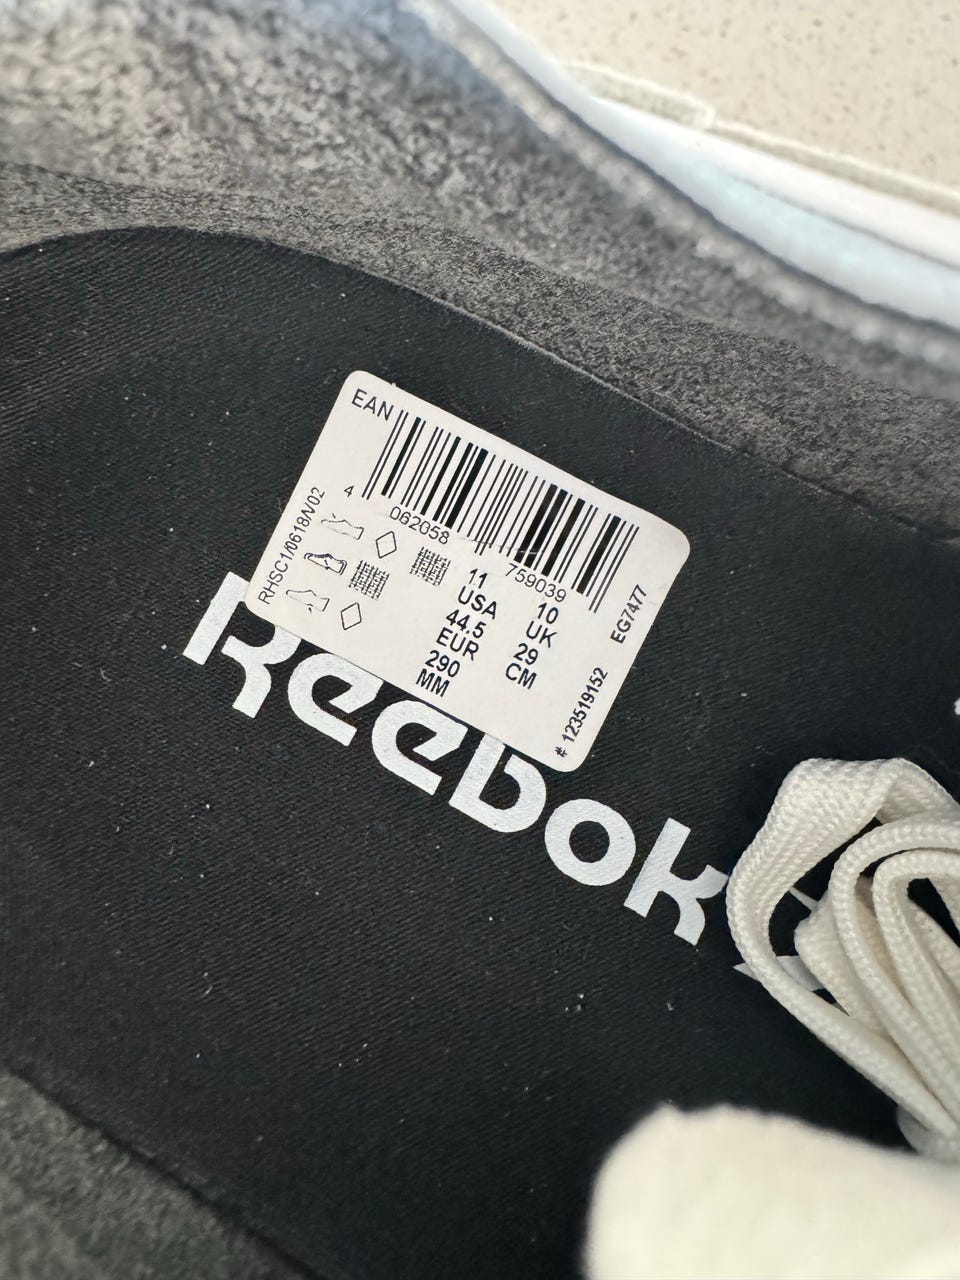 EAN
4 062058 759039
RHSC1/0618/V/02
11
USA
44.5
EUR
290
MM
10
UK
29
CM
EG7477
# 123519152
Reebok